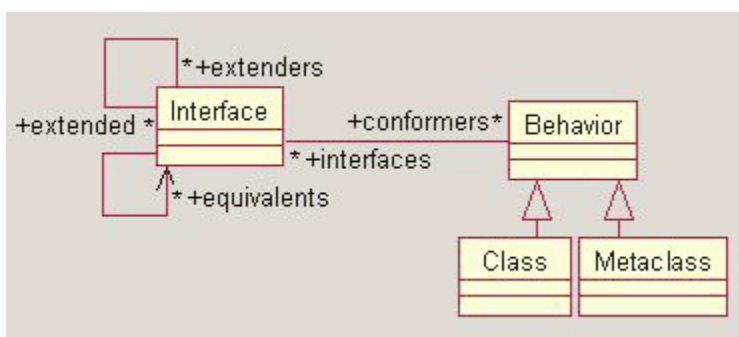 *+extenders
Interface
+extended *
+conformers*
Behavior
* +interfaces
* +equivalents
Class
Metaclass